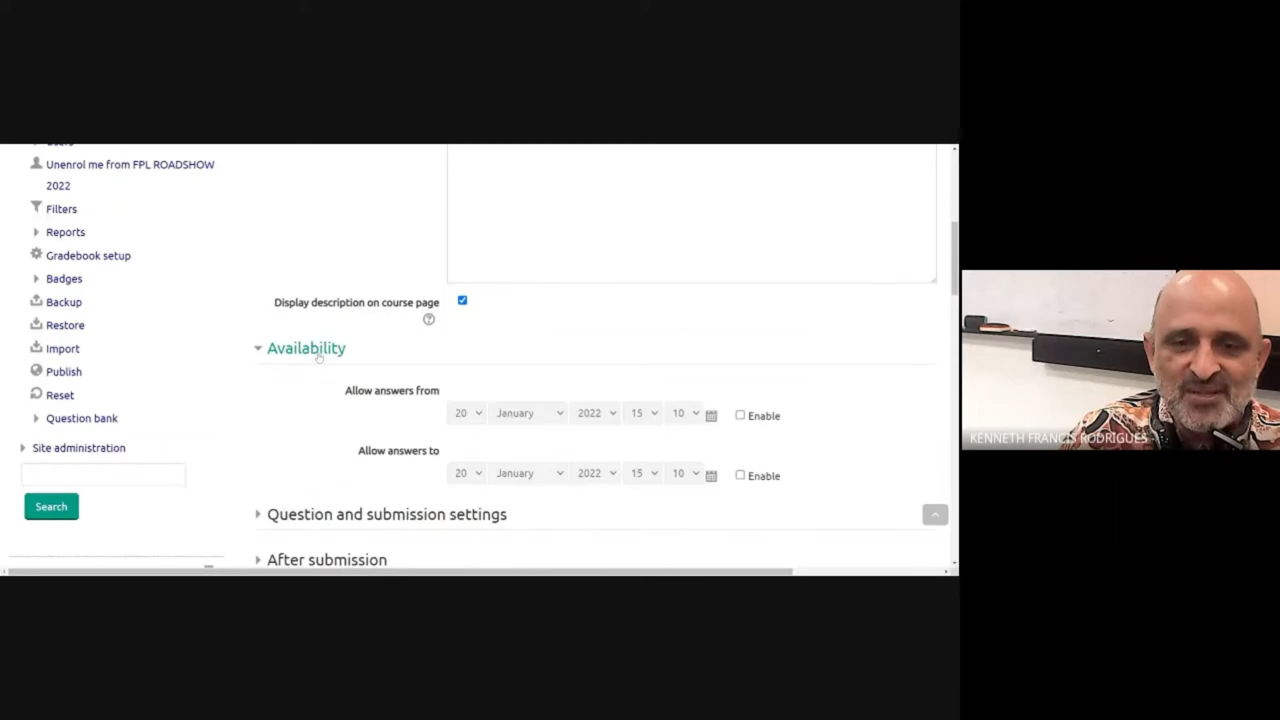 Unenrol me from FPL ROADSHOW
2022
Filters
Reports
Gradebook setup
Badges
Backup
Restore
Import
Publish
Reset
Question bank
Site administration
Search
Display description on course page
Availability
Allow answers from
20 January 2022 15 10 Enable
Allow answers to
20 January 2022 15 10 Enable
Question and submission settings
After submission
KENNETH FRANCIS RODRIGUES